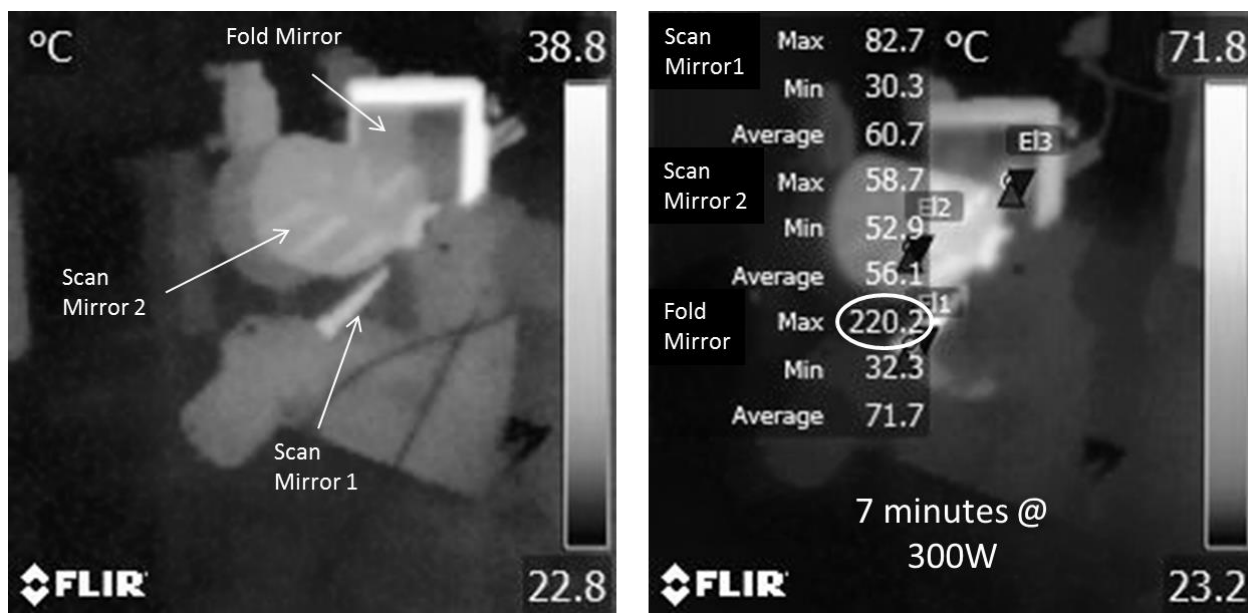 °C
38.8
Fold Mirror
Scan
Mirror 2
Scan
Mirror 1
FLIR
22.8
Scan
Mirror1
Max 82.7
°C
71.8
Min 30.3
Average 60.7
El3
Scan
Mirror 2
Max 58.7
El2
Min 52.9
Average 56.1
El1
Fold
Mirror
Max 220.2
Min 32.3
Average 71.7
7 minutes @
300W
FLIR
23.2